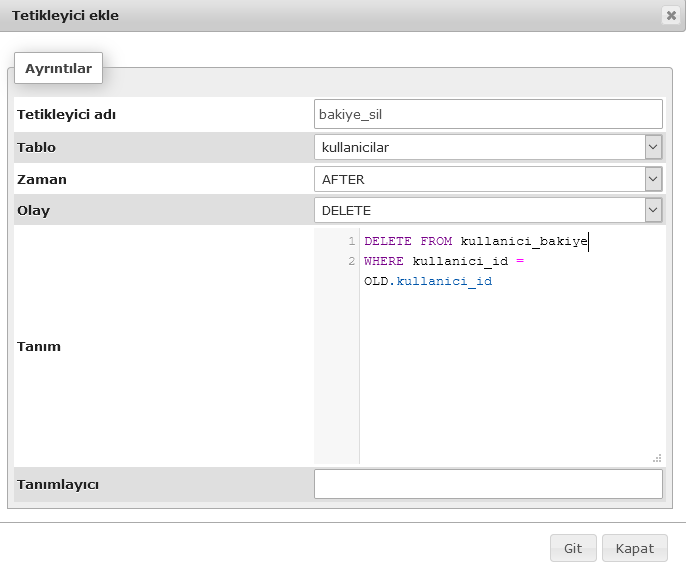 Tetikleyici ekle
Ayrıntılar
Tetikleyici adı
bakiye_sil
Tablo
kullanicilar
Zaman
AFTER
Olay
DELETE
Tanım
1 DELETE FROM kullanici_bakiye
2 WHERE kullanici_id =
OLD.kullanici_id
Tanımlayıcı
Git
Kapat